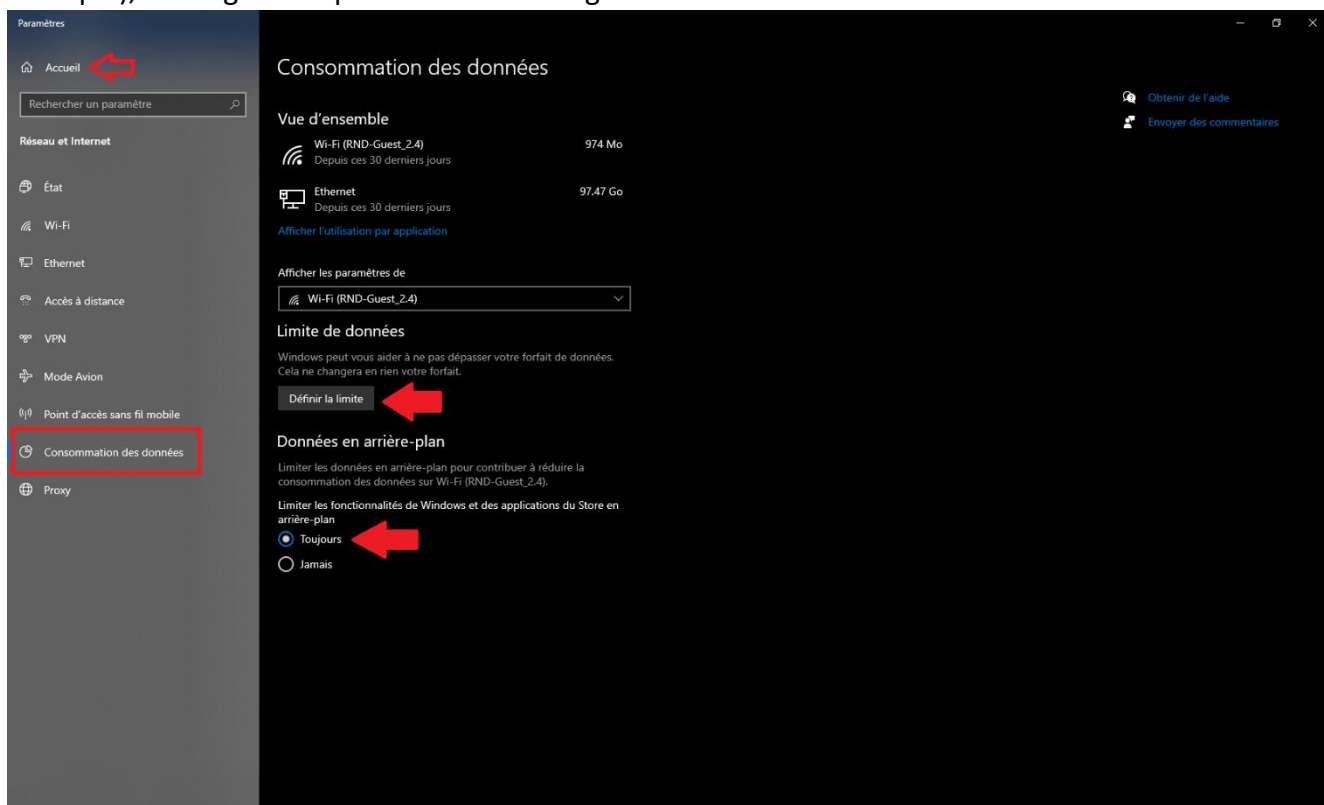 Paramètres
Accueil
Rechercher un paramètre
Réseau et Internet
État
Wi-Fi
Ethernet
Accès à distance
VPN
Mode Avion
Point d'accès sans fil mobile
Consommation des données
Proxy
Consommation des données
Vue d'ensemble
Wi-Fi (RND-Guest_2.4) 974 Mo
Depuis ces 30 derniers jours
Ethernet 97.47 Go
Depuis ces 30 derniers jours
Afficher l'utilisation par application
Afficher les paramètres de
Wi-Fi (RND-Guest_2.4)
Limite de données
Windows peut vous aider à ne pas dépasser votre forfait de données.
Cela ne changera en rien votre forfait.
Définir la limite
Données en arrière-plan
Limiter les données en arrière-plan pour contribuer à réduire la
consommation des données sur Wi-Fi (RND-Guest_2.4).
Limiter les fonctionnalités de Windows et des applications du Store en
arrière-plan
Toujours
Jamais
Obtenir de l'aide
Envoyer des commentaires